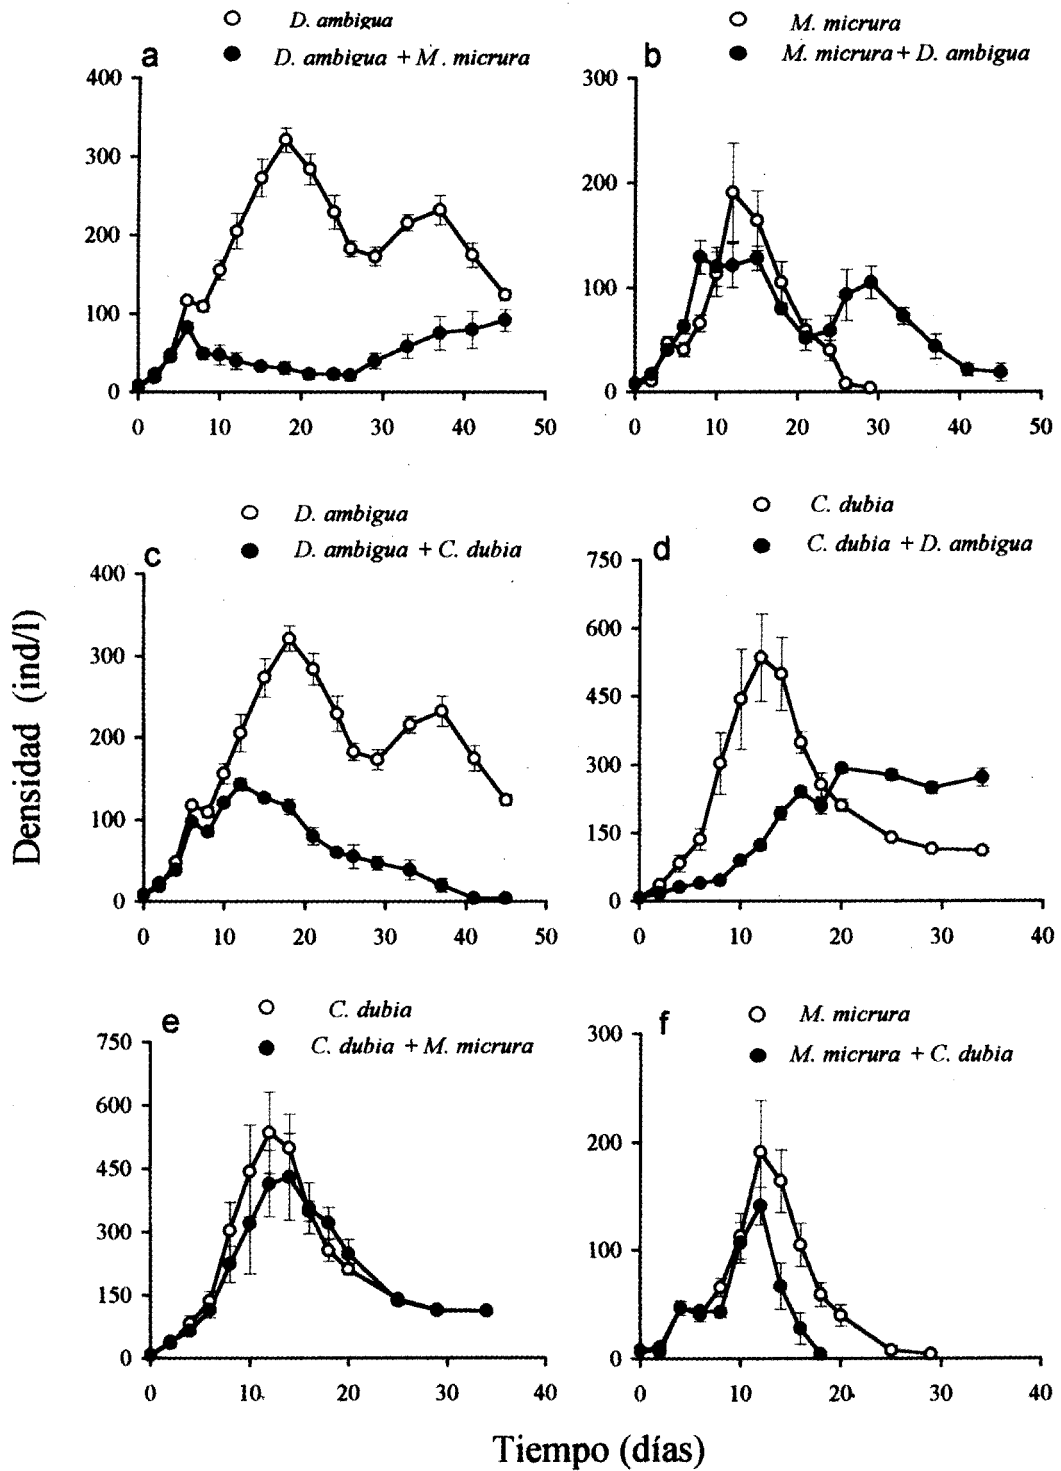 D. ambigua
a
D. ambigua + M. micrura
400
300
200
100
0
0 10 20 30 40 50
M. micrura
b
M. micrura + D. ambigua
300
200
100
0
0 10 20 30 40 50
D. ambigua
c
D. ambigua + C. dubia
400
300
200
100
0
0 10 20 30 40 50
C. dubia
d
C. dubia + D. ambigua
750
600
450
300
150
0
0 10 20 30 40
Densidad (ind/l)
e
C. dubia
C. dubia + M. micrura
750
600
450
300
150
0
0 10 20 30 40
f
M. micrura
M. micrura + C. dubia
300
200
100
0
0 10 20 30 40
Tiempo (días)